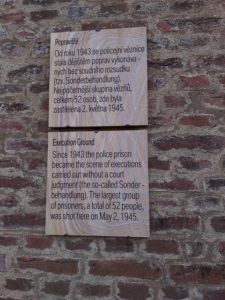 Popraviště
Od roku 1943 se policejní věznice
stala dějištěm poprav vykonáva-
ných bez soudního rozsudku
(tzv. Sonderbehandlung).
Nejpočetnější skupina vězňů,
celkem 52 osob, zde byla
zastřelena 2. května 1945.
Execution Ground
Since 1943 the police prison
became the scene of executions
carried out without a court
judgment (the so-called Sonder-
behandlung). The largest group
of prisoners, a total of 52 people,
was shot here on May 2, 1945.